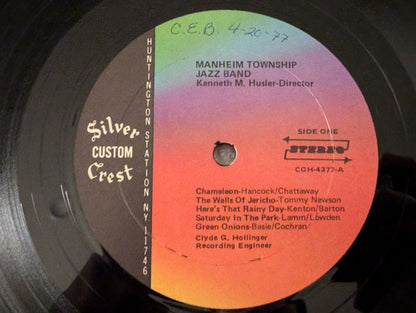 C.E.B. 4-20-77
MANHEIM TOWNSHIP
JAZZ BAND
Kenneth M. Husler-Director
HUNTINGTON STATION N.Y. 11746
Silver
CUSTOM
Crest
SIDE ONE
STEREO
CGH-4377-A
Chameleon-Hancock/Chattaway
The Walls Of Jericho-Tommy Newson
Here's That Rainy Day-Kenton/Barton
Saturday In The Park-Lamm/Lowden
Green Onions-Basie/Cochran
Clyde G. Hollinger
Recording Engineer